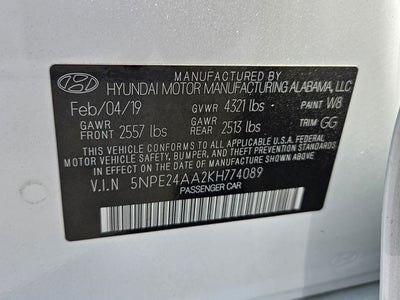 MANUFACTURED BY
HYUNDAI MOTOR MANUFACTURING ALABAMA, LLC
Feb/04/19 GVWR 4321 lbs PAINT W8
GAWR FRONT 2557 lbs GAWR REAR 2513 lbs TRIM GG
THIS VEHICLE CONFORMS TO ALL APPLICABLE U.S.A FEDERAL
MOTOR VEHICLE SAFETY, BUMPER, AND THEFT PREVENTION
STANDARDS IN EFFECT ON THE DATE OF MANUFACTURE SHOWN ABOVE.
V.I.N 5NPE24AA2KH774089
PASSENGER CAR